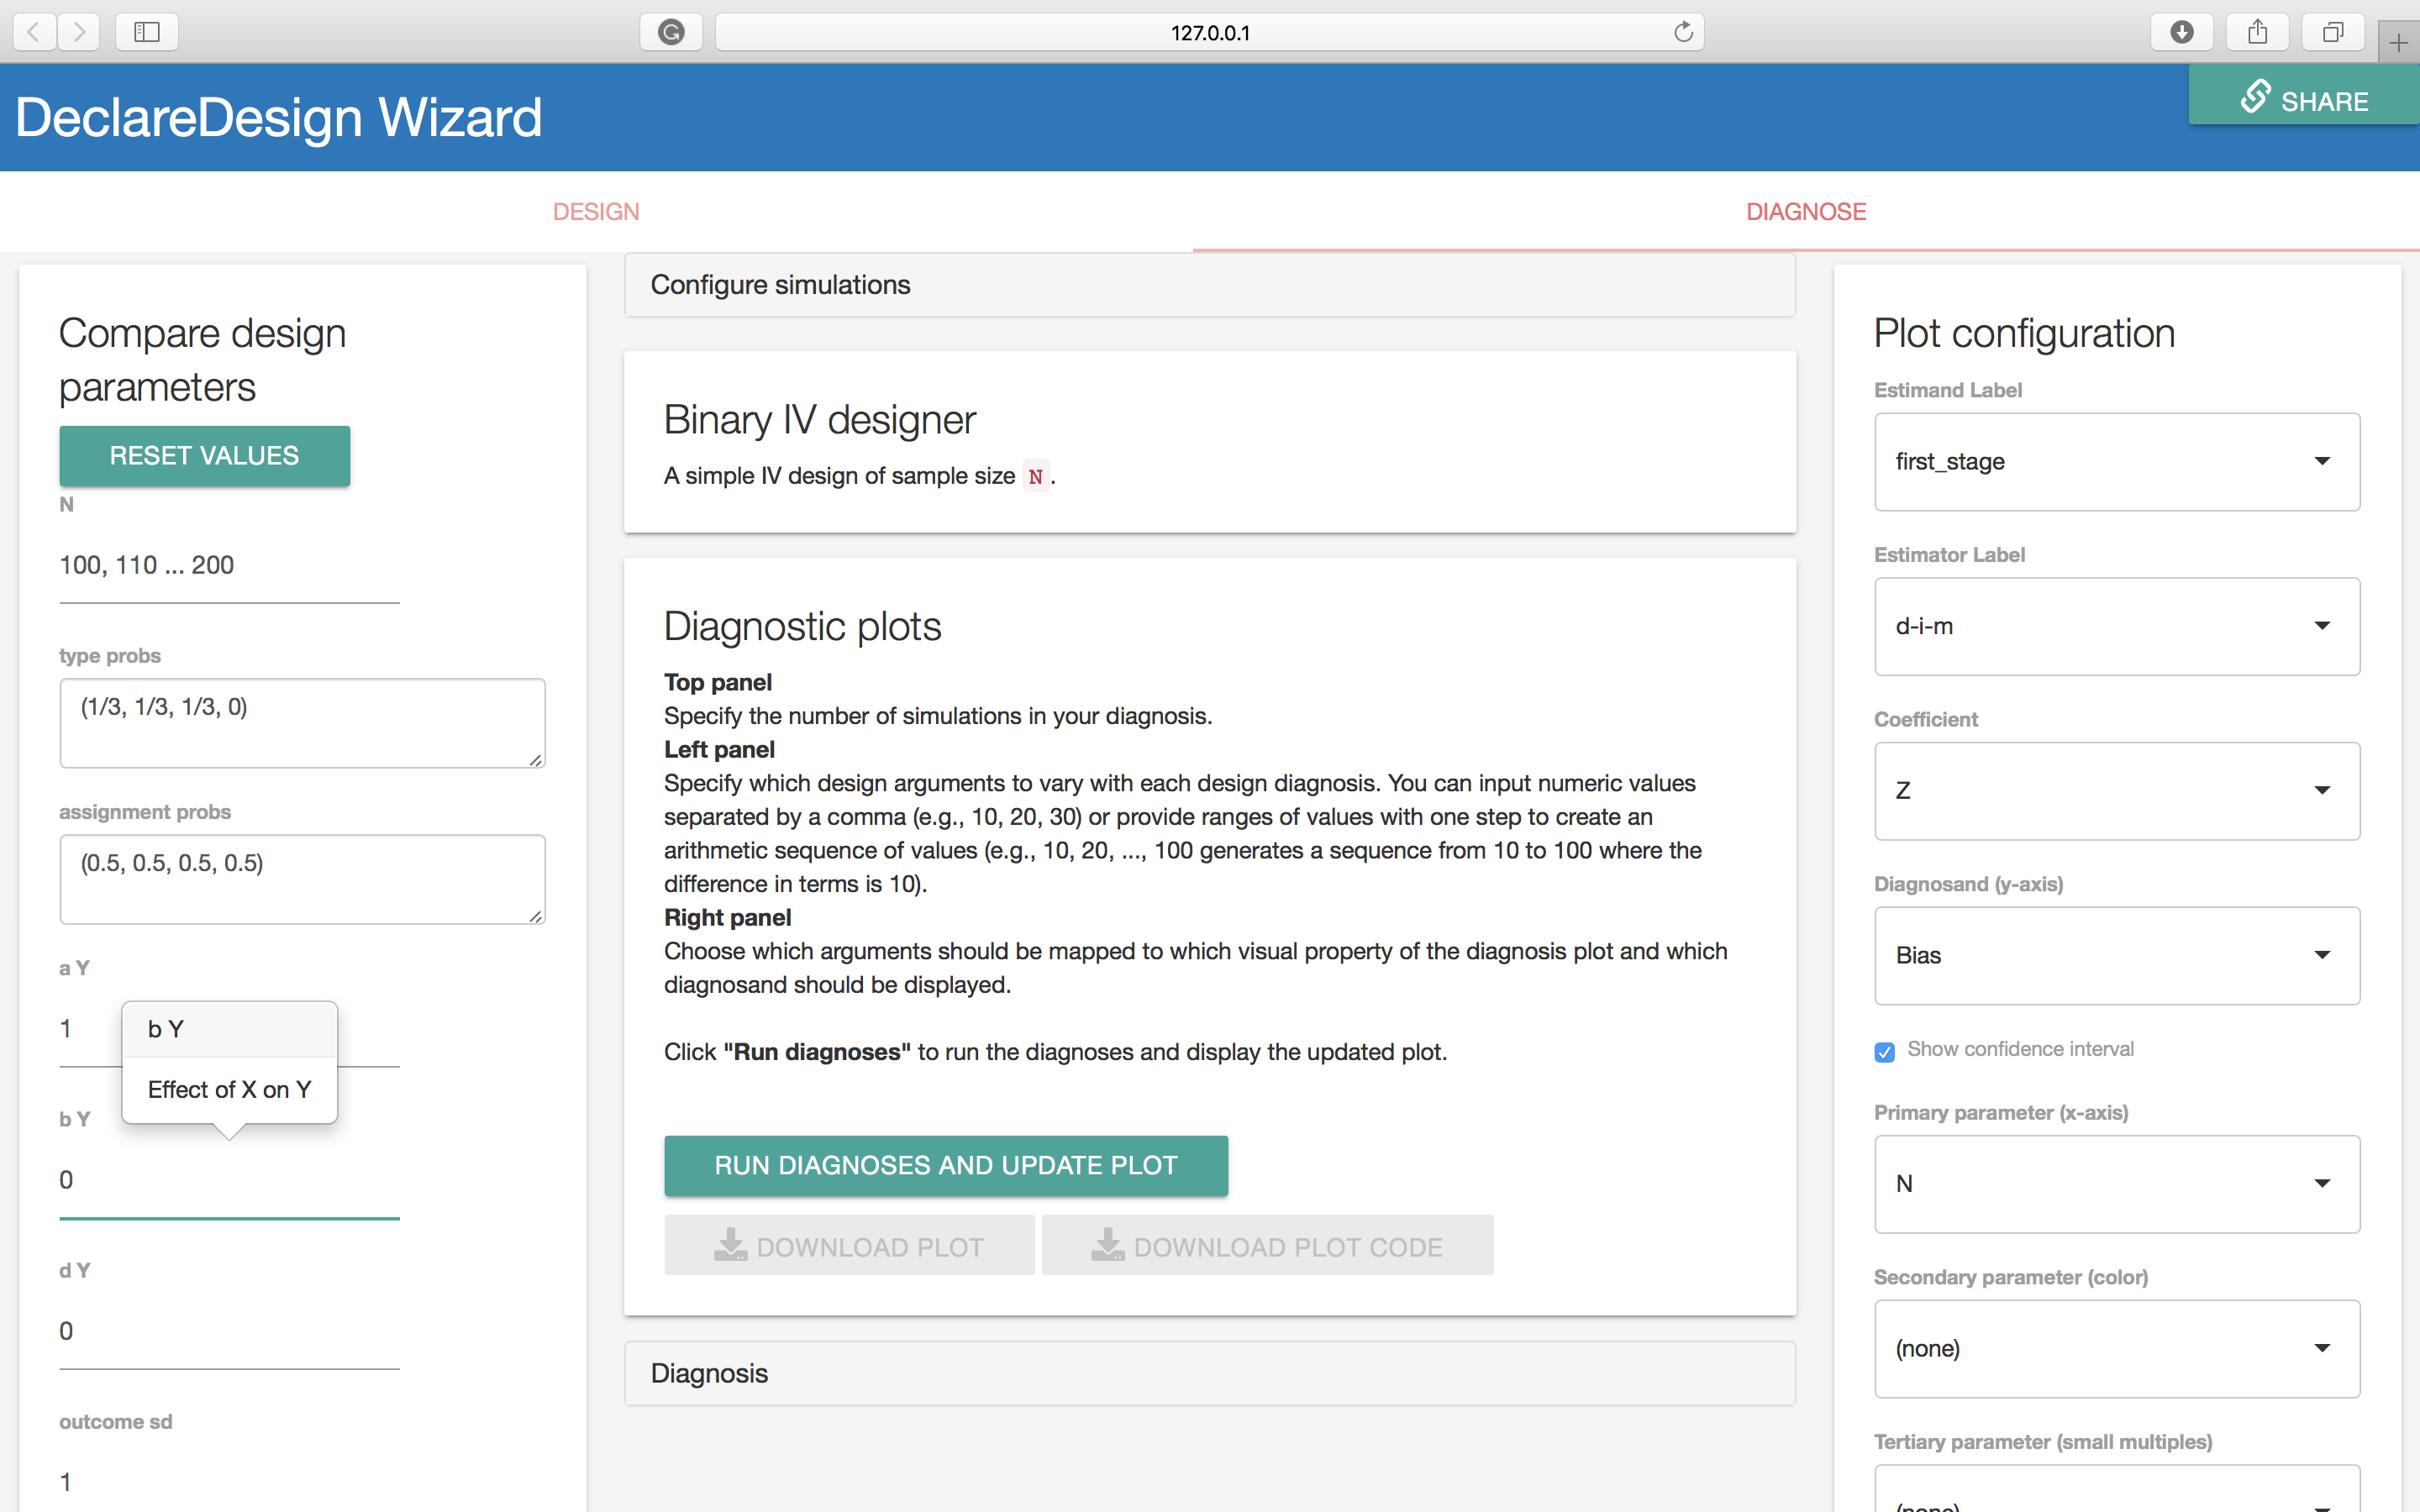 127.0.0.1
DeclareDesign Wizard
SHARE
DESIGN
DIAGNOSE
Compare design
parameters
RESET VALUES
N
100, 110 ... 200
type probs
(1/3, 1/3, 1/3, 0)
assignment probs
(0.5, 0.5, 0.5, 0.5)
a Y
1
b Y
Effect of X on Y
b Y
0
d Y
0
outcome sd
1
Configure simulations
Binary IV designer
A simple IV design of sample size N .
Diagnostic plots
Top panel
Specify the number of simulations in your diagnosis.
Left panel
Specify which design arguments to vary with each design diagnosis. You can input numeric values
separated by a comma (e.g., 10, 20, 30) or provide ranges of values with one step to create an
arithmetic sequence of values (e.g., 10, 20, ..., 100 generates a sequence from 10 to 100 where the
difference in terms is 10).
Right panel
Choose which arguments should be mapped to which visual property of the diagnosis plot and which
diagnosand should be displayed.
Click "Run diagnoses" to run the diagnoses and display the updated plot.
RUN DIAGNOSES AND UPDATE PLOT
DOWNLOAD PLOT
DOWNLOAD PLOT CODE
Diagnosis
Plot configuration
Estimand Label
first_stage
Estimator Label
d-i-m
Coefficient
Z
Diagnosand (y-axis)
Bias
Show confidence interval
Primary parameter (x-axis)
N
Secondary parameter (color)
(none)
Tertiary parameter (small multiples)
(none)